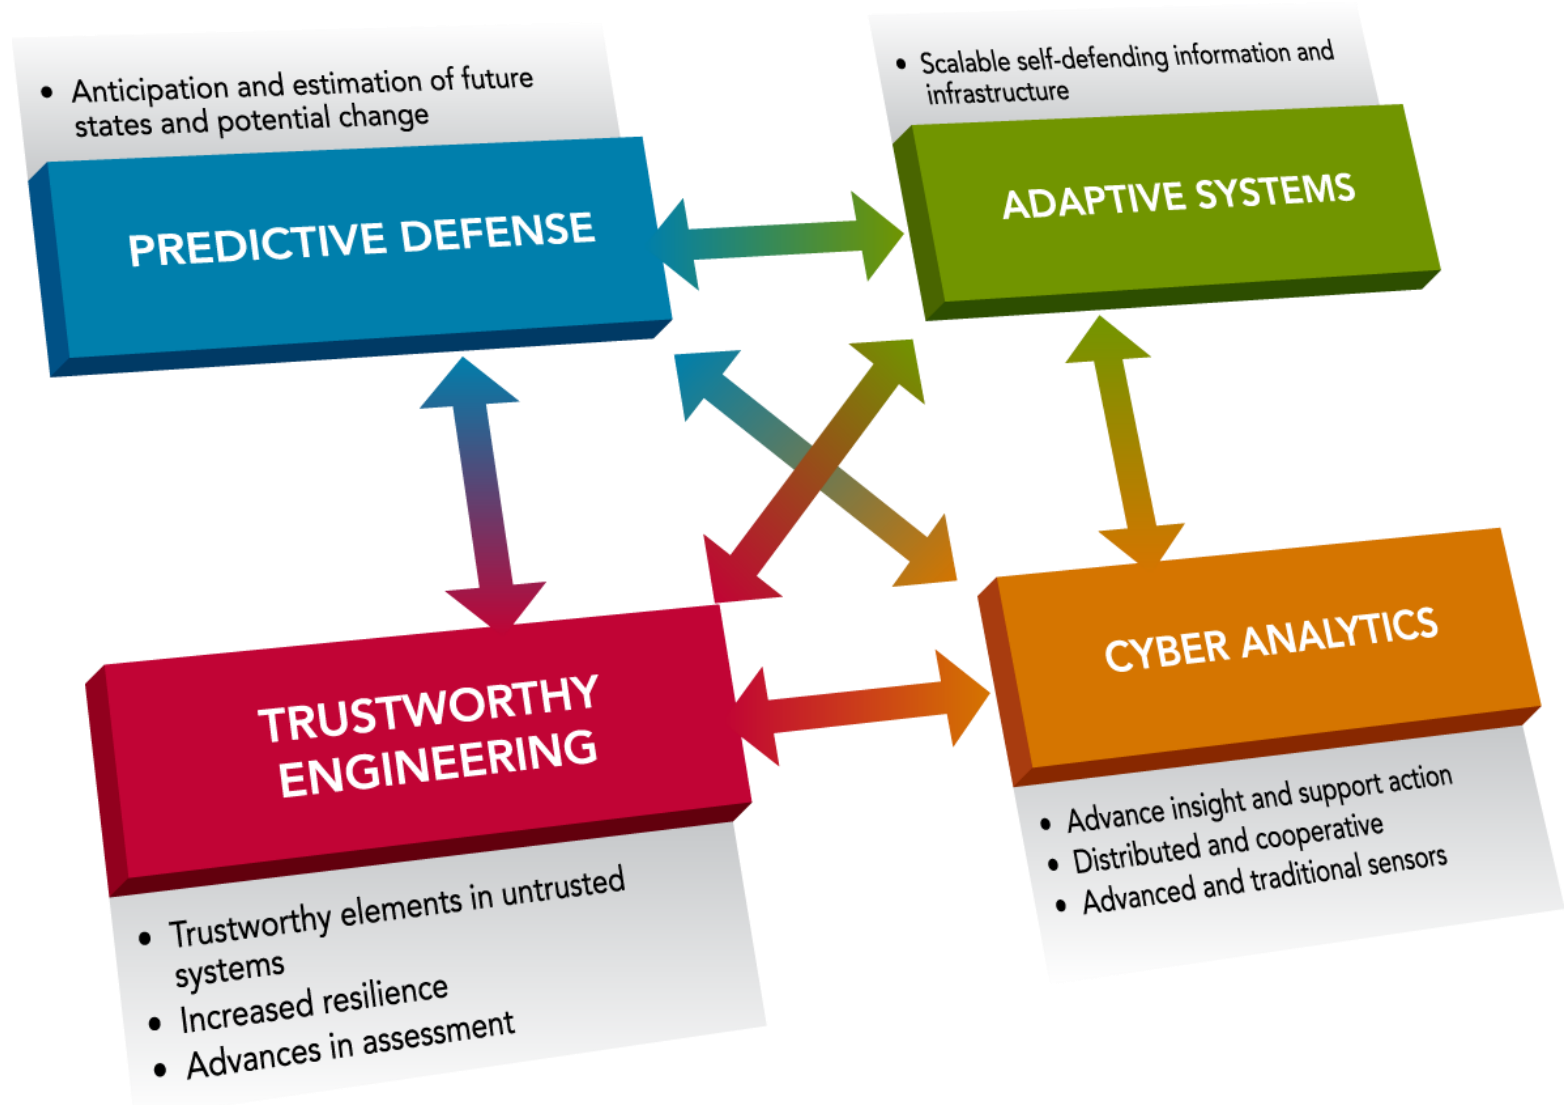 • Anticipation and estimation of future
states and potential change
PREDICTIVE DEFENSE
• Scalable self-defending information and
infrastructure
ADAPTIVE SYSTEMS
TRUSTWORTHY
ENGINEERING
• Trustworthy elements in untrusted
systems
• Increased resilience
• Advances in assessment
CYBER ANALYTICS
• Advance insight and support action
• Distributed and cooperative
• Advanced and traditional sensors